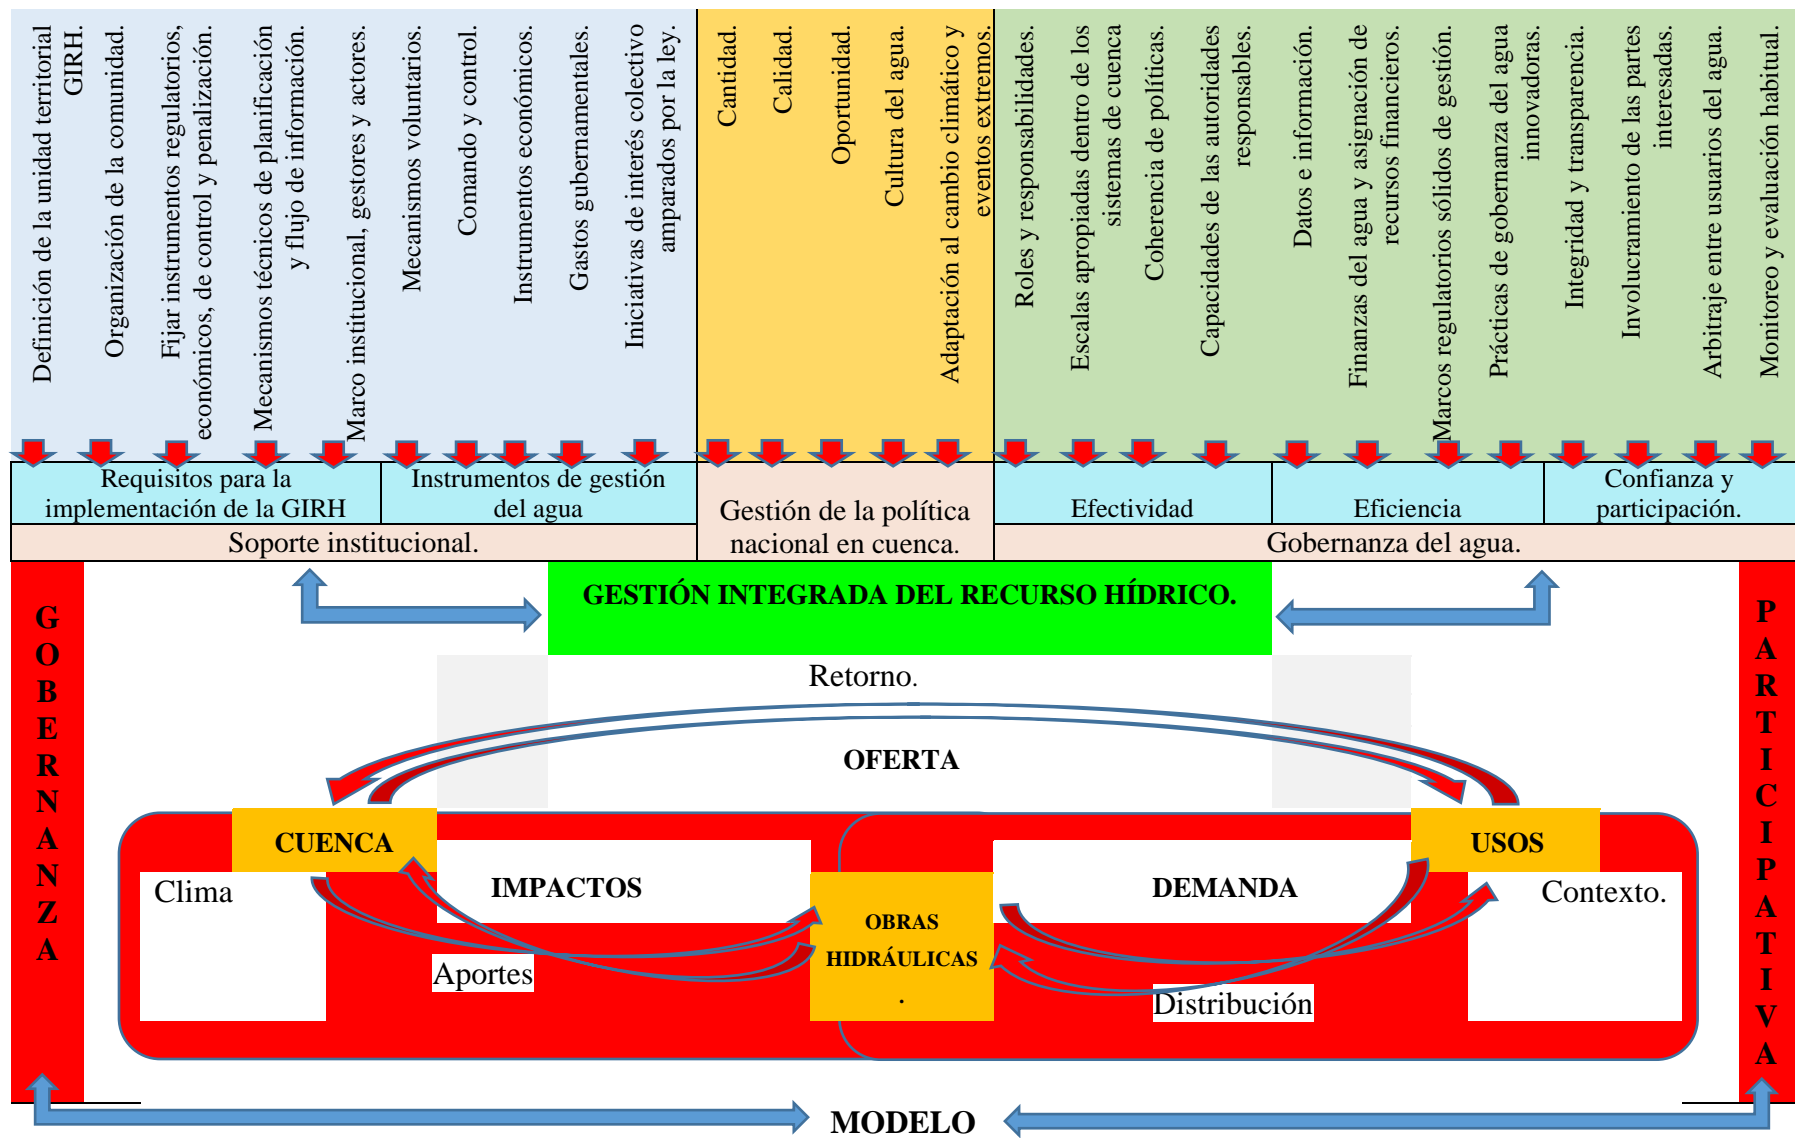 Definición de la unidad territorial
GIRH.
Organización de la comunidad.
Fijar instrumentos regulatorios,
económicos, de control y penalización.
Mecanismos técnicos de planificación
y flujo de información.
Marco institucional, gestores y actores.
Mecanismos voluntarios.
Comando y control.
Instrumentos económicos.
Gastos gubernamentales.
Iniciativas de interés colectivo
amparados por la ley.
Cantidad.
Calidad.
Oportunidad.
Cultura del agua.
Adaptación al cambio climático y
eventos extremos.
Roles y responsabilidades.
Escalas apropiadas dentro de los
sistemas de cuenca
Coherencia de políticas.
Capacidades de las autoridades
responsables.
Datos e información.
Finanzas del agua y asignación de
recursos financieros.
Marcos regulatorios sólidos de gestión.
Prácticas de gobernanza del agua
innovadoras.
Integridad y transparencia.
Involucramiento de las partes
interesadas.
Arbitraje entre usuarios del agua.
Monitoreo y evaluación habitual.
Requisitos para la
implementación de la GIRH
Instrumentos de gestión
del agua
Gestión de la política
nacional en cuenca.
Efectividad
Eficiencia
Confianza y
participación.
Soporte institucional.
Gobernanza del agua.
GESTIÓN INTEGRADA DEL RECURSO HÍDRICO.
GOBERNANZA
PARTICIPATIVA
Retorno.
OFERTA
CUENCA
USOS
Clima
IMPACTOS
DEMANDA
Contexto.
OBRAS
HIDRÁULICAS
.
Aportes
Distribución
MODELO